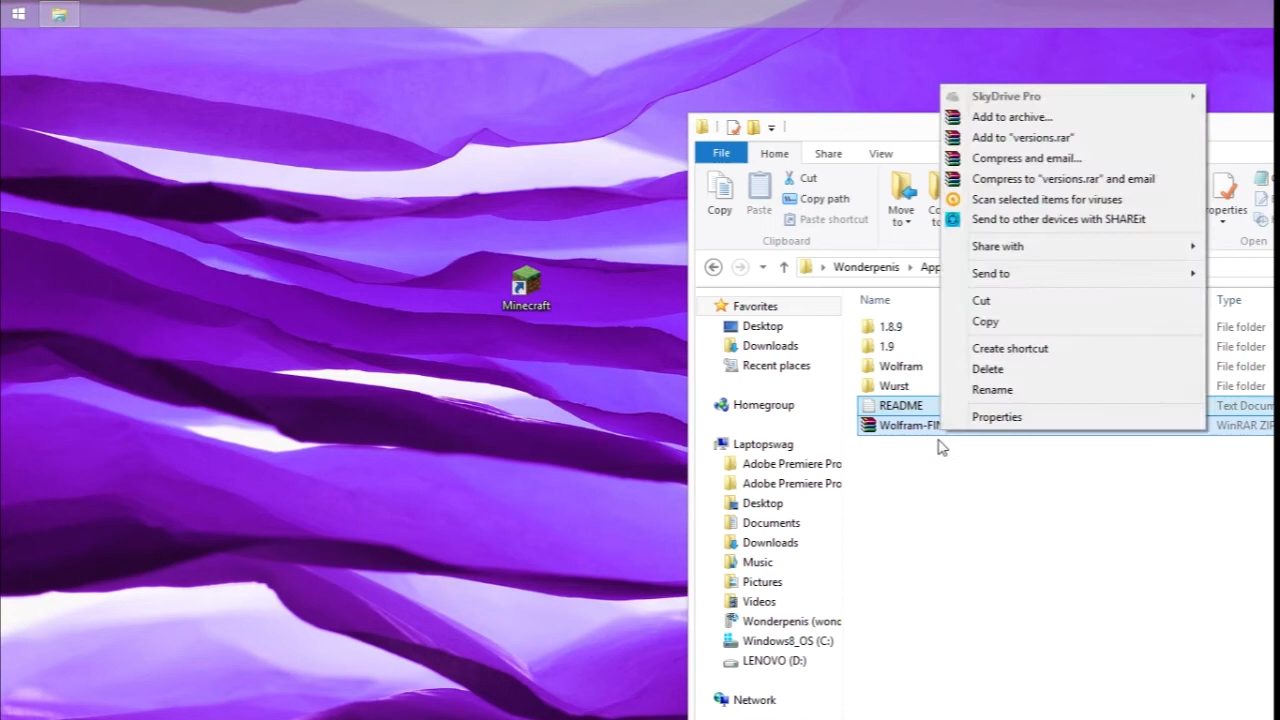 Minecraft
File
Home
Share
View
Copy
Paste
Cut
Copy path
Paste shortcut
Clipboard
Move
to
to
Open
Wonderpenis
Name
Type
Favorites
Desktop
Downloads
Recent places
Homegroup
Laptopswag
Adobe Premiere Pro
Adobe Premiere Pro
Desktop
Documents
Downloads
Music
Pictures
Videos
Wonderpenis (wond
Windows8_OS (C:)
LENOVO (D:)
Network
1.8.9
File folder
1.9
File folder
Wolfram
File folder
Wurst
File folder
README
Text Docum
Wolfram-FIN
WinRAR ZIP
SkyDrive Pro
Add to archive...
Add to "versions.rar"
Compress and email...
Compress to "versions.rar" and email
Scan selected items for viruses
Send to other devices with SHAREit
Share with
Send to
Cut
Copy
Create shortcut
Delete
Rename
Properties